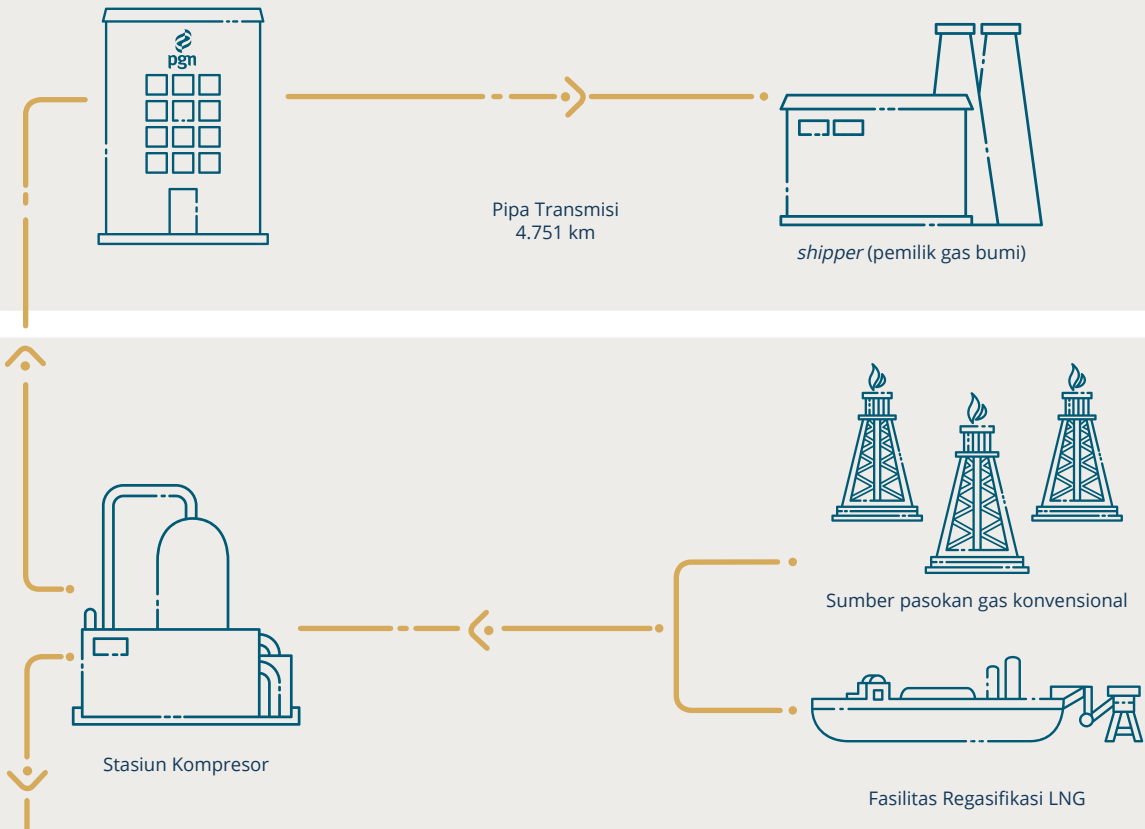 pgn
Pipa Transmisi
4.751 km
shipper (pemilik gas bumi)
Sumber pasokan gas konvensional
Stasiun Kompresor
Fasilitas Regasifikasi LNG